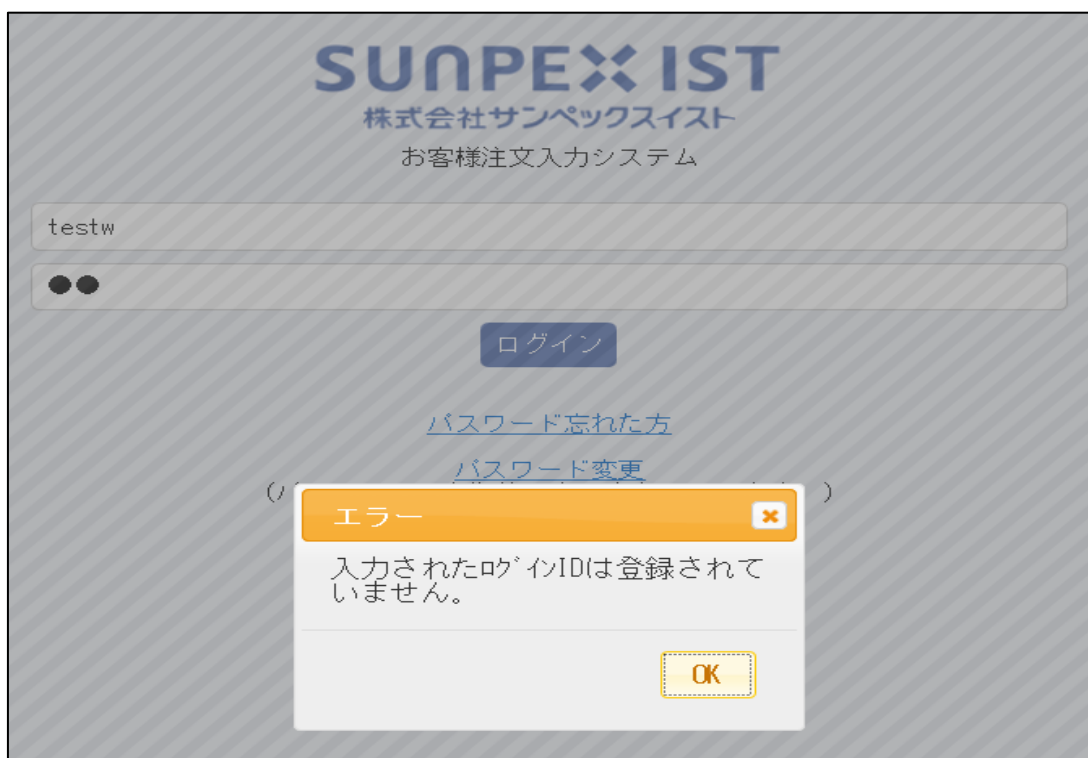 SUNPEX IST
株式会社サンペックスイスト
お客様注文入力システム
testw
●●
ログイン
パスワード忘れた方
パスワード変更
( )
エラー
入力されたﾛｸﾞｲﾝIDは登録されて
いません。
OK